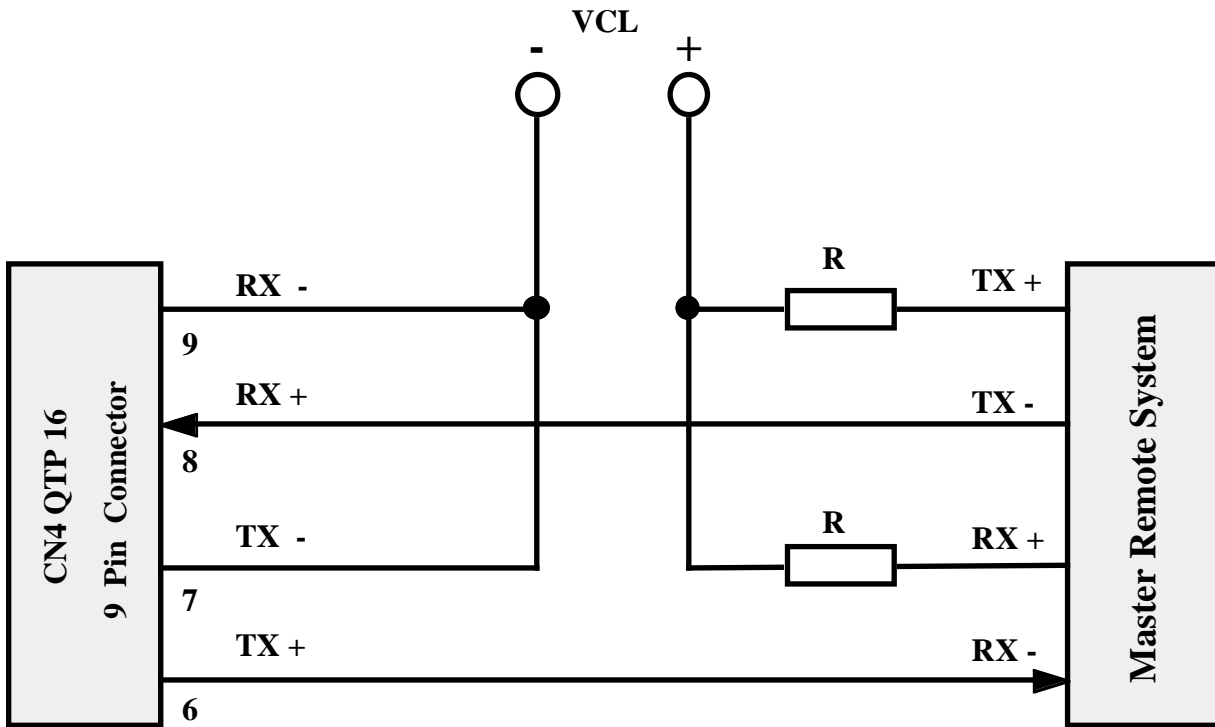 VCL
-
+
CN4 QTP 16
9 Pin Connector
RX -
9
RX +
8
TX -
7
TX +
6
R
TX +
TX -
R
RX +
RX -
Master Remote System